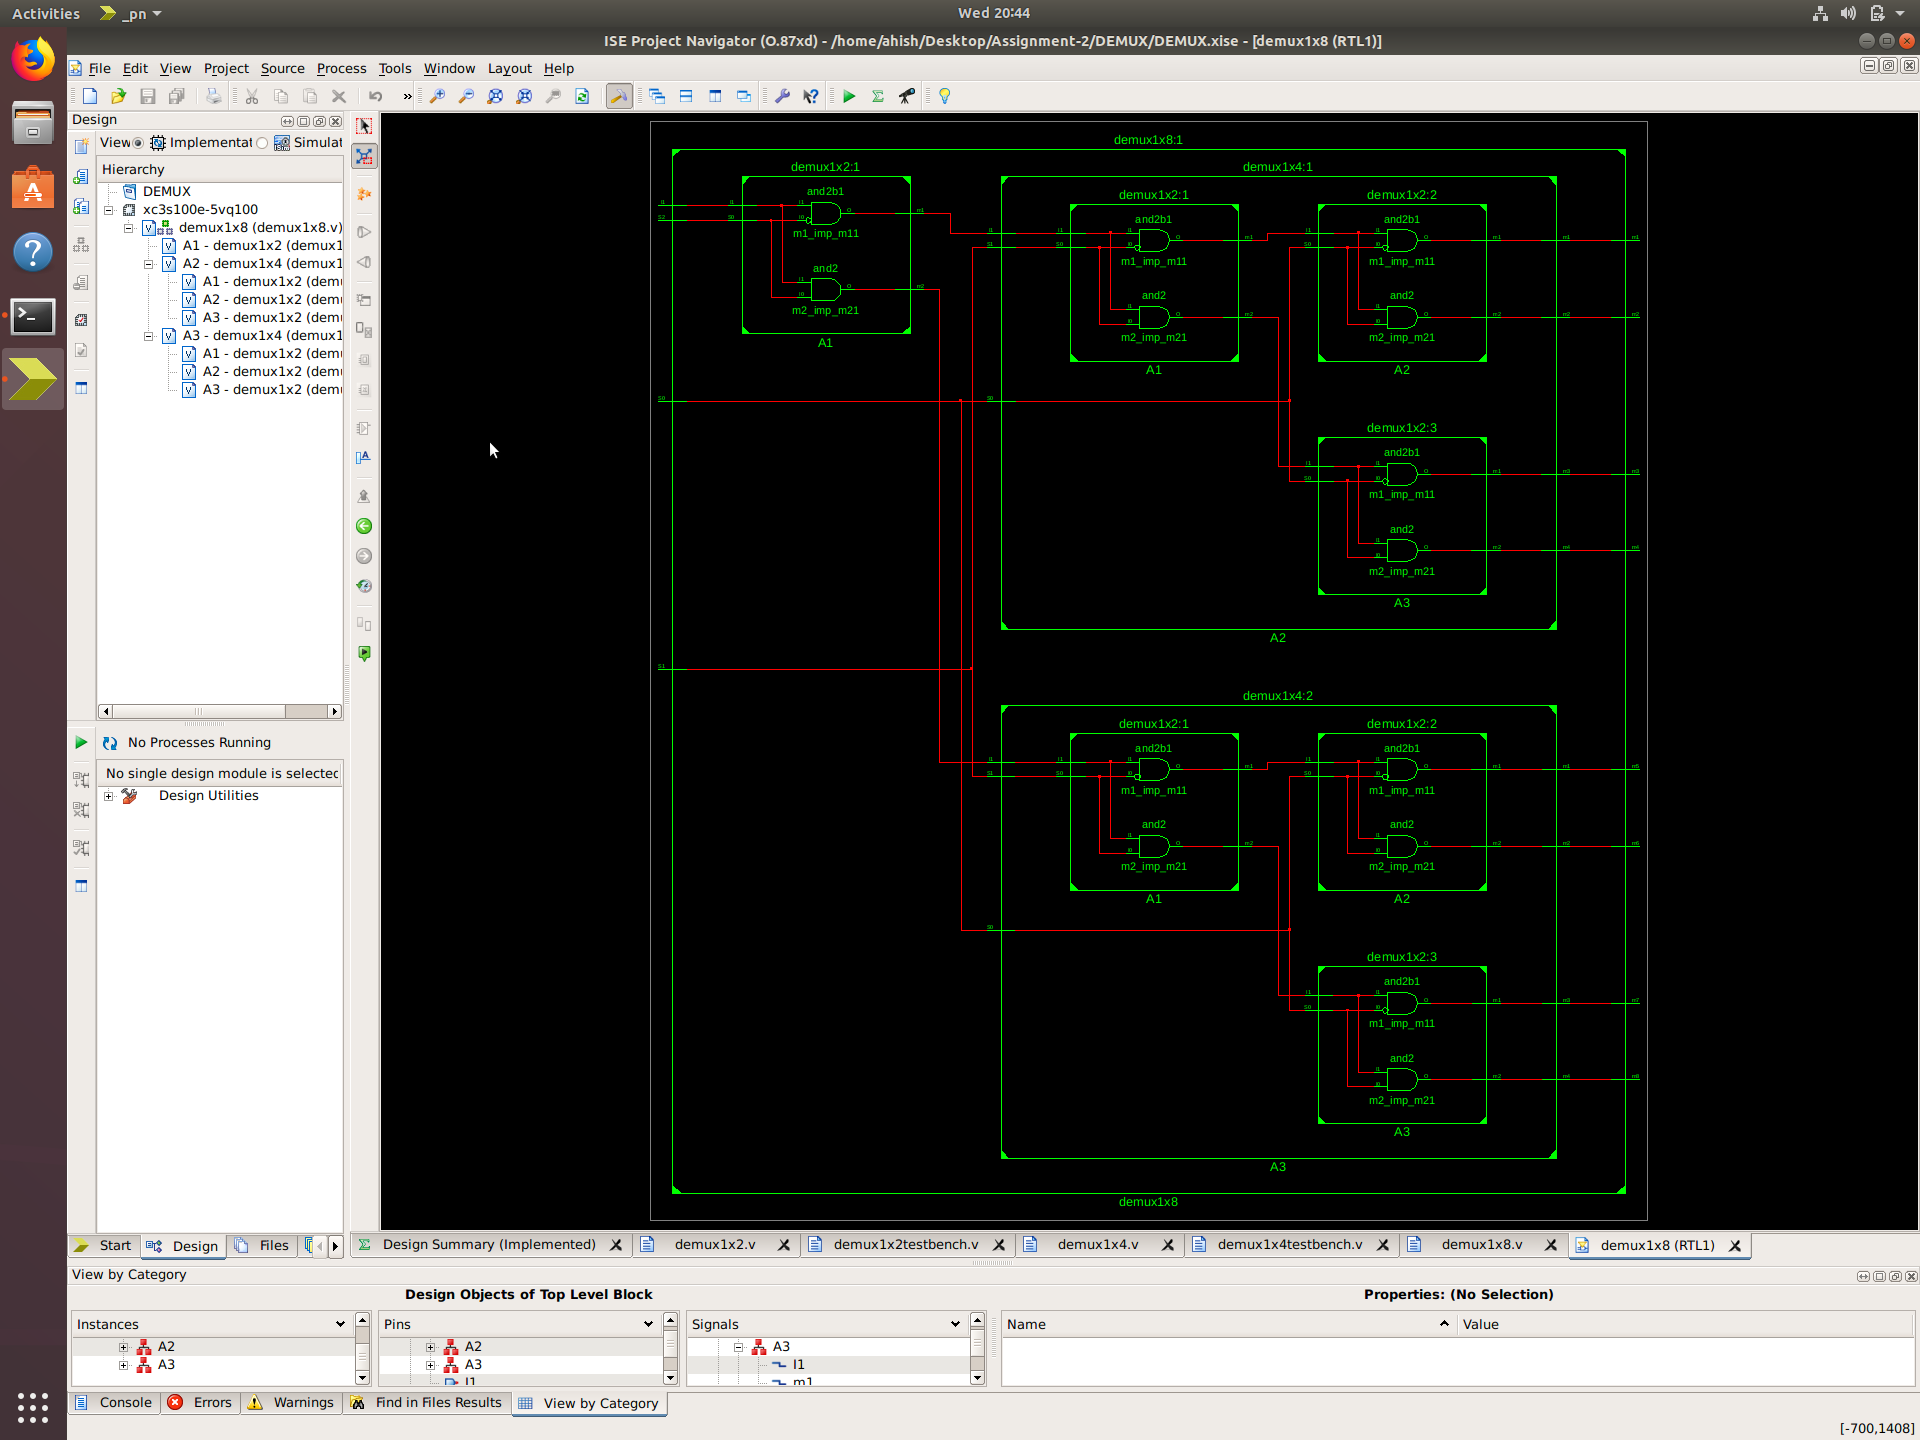 Activities
_pn
Wed 20:44
ISE Project Navigator (O.87xd) - /home/ahish/Desktop/Assignment-2/DEMUX/DEMUX.xise - [demux1x8 (RTL1)]
File Edit View Project Source Process Tools Window Layout Help
Design
View Implementat Simulat
Hierarchy
DEMUX
xc3s100e-5vq100
demux1x8 (demux1x8.v)
A1 - demux1x2 (demux1
A2 - demux1x4 (demux1
A1 - demux1x2 (dem
A2 - demux1x2 (dem
A3 - demux1x2 (dem
A3 - demux1x4 (demux1
A1 - demux1x2 (dem
A2 - demux1x2 (dem
A3 - demux1x2 (dem
No Processes Running
No single design module is selected
Design Utilities
Start Design Files
demux1x8:1
demux1x2:1
and2b1
m1_imp_m11
and2
m2_imp_m21
A1
demux1x4:1
demux1x2:1
and2b1
m1_imp_m11
and2
m2_imp_m21
A1
demux1x2:2
and2b1
m1_imp_m11
and2
m2_imp_m21
A2
demux1x2:3
and2b1
m1_imp_m11
and2
m2_imp_m21
A3
A2
demux1x4:2
demux1x2:1
and2b1
m1_imp_m11
and2
m2_imp_m21
A1
demux1x2:2
and2b1
m1_imp_m11
and2
m2_imp_m21
A2
demux1x2:3
and2b1
m1_imp_m11
and2
m2_imp_m21
A3
A3
demux1x8
Design Summary (Implemented) demux1x2.v demux1x2testbench.v demux1x4.v demux1x4testbench.v demux1x8.v demux1x8 (RTL1)
View by Category
Design Objects of Top Level Block
Properties: (No Selection)
Instances
A2
A3
Pins
A2
A3
I1
Signals
A3
I1
m1
Name Value
Console Errors Warnings Find in Files Results View by Category
[-700,1408]